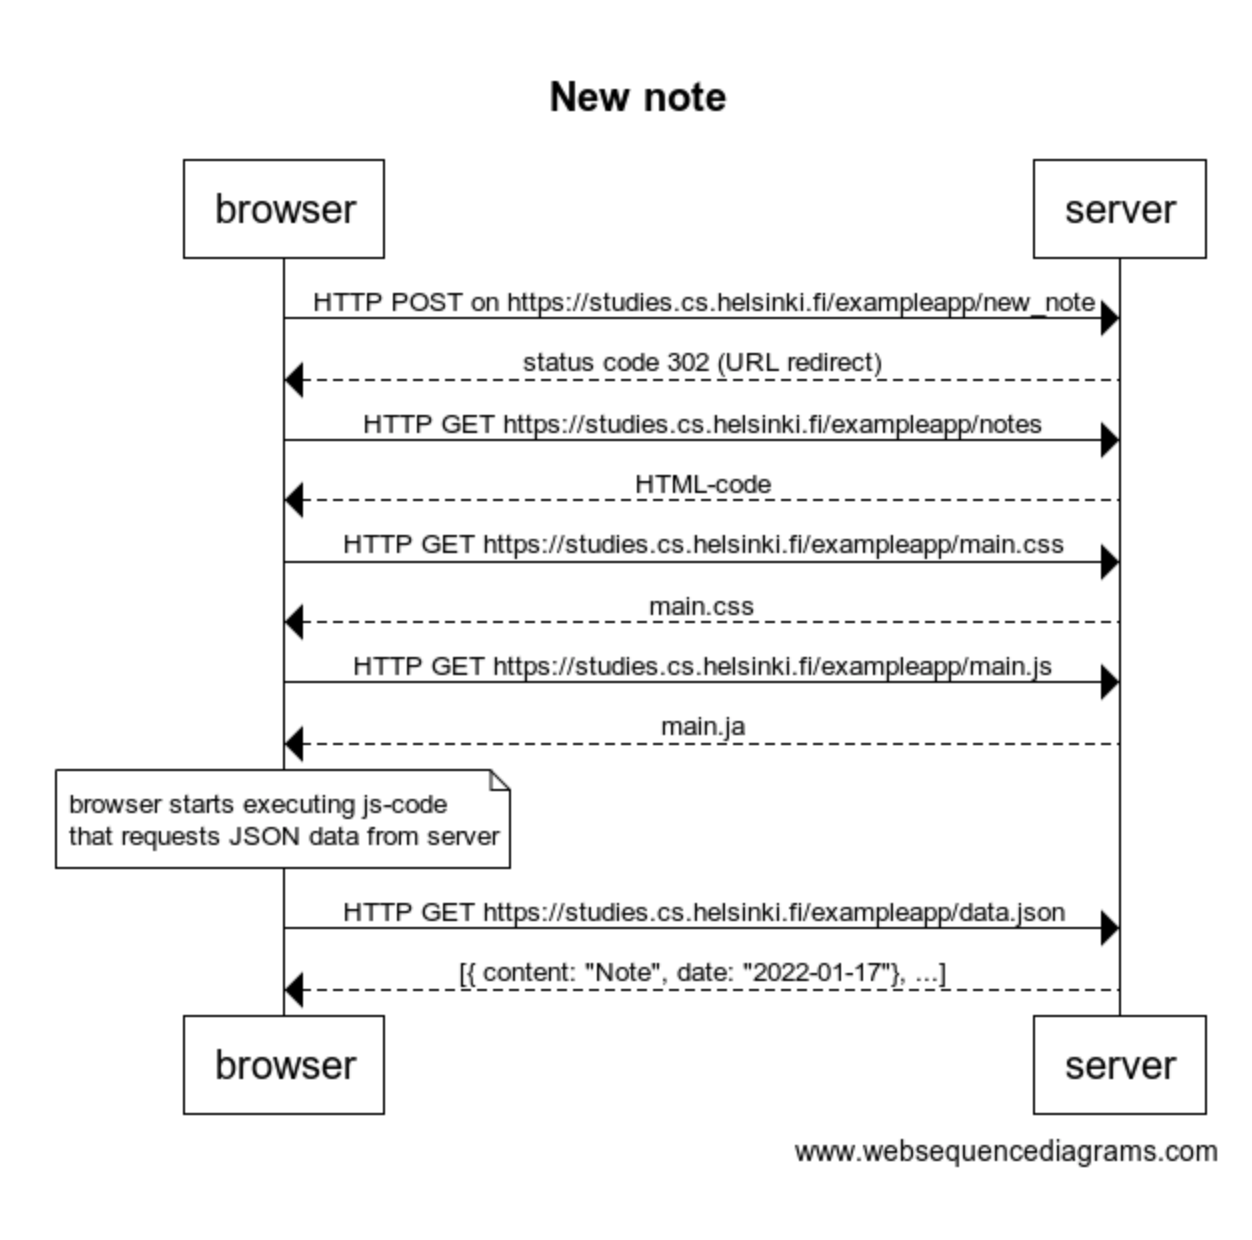 New note
browser
server
HTTP POST on https://studies.cs.helsinki.fi/exampleapp/new_note
status code 302 (URL redirect)
HTTP GET https://studies.cs.helsinki.fi/exampleapp/notes
HTML-code
HTTP GET https://studies.cs.helsinki.fi/exampleapp/main.css
main.css
HTTP GET https://studies.cs.helsinki.fi/exampleapp/main.js
main.ja
browser starts executing js-code
that requests JSON data from server
HTTP GET https://studies.cs.helsinki.fi/exampleapp/data.json
[{ content: "Note", date: "2022-01-17"}, ...]
browser
server
www.websequencediagrams.com